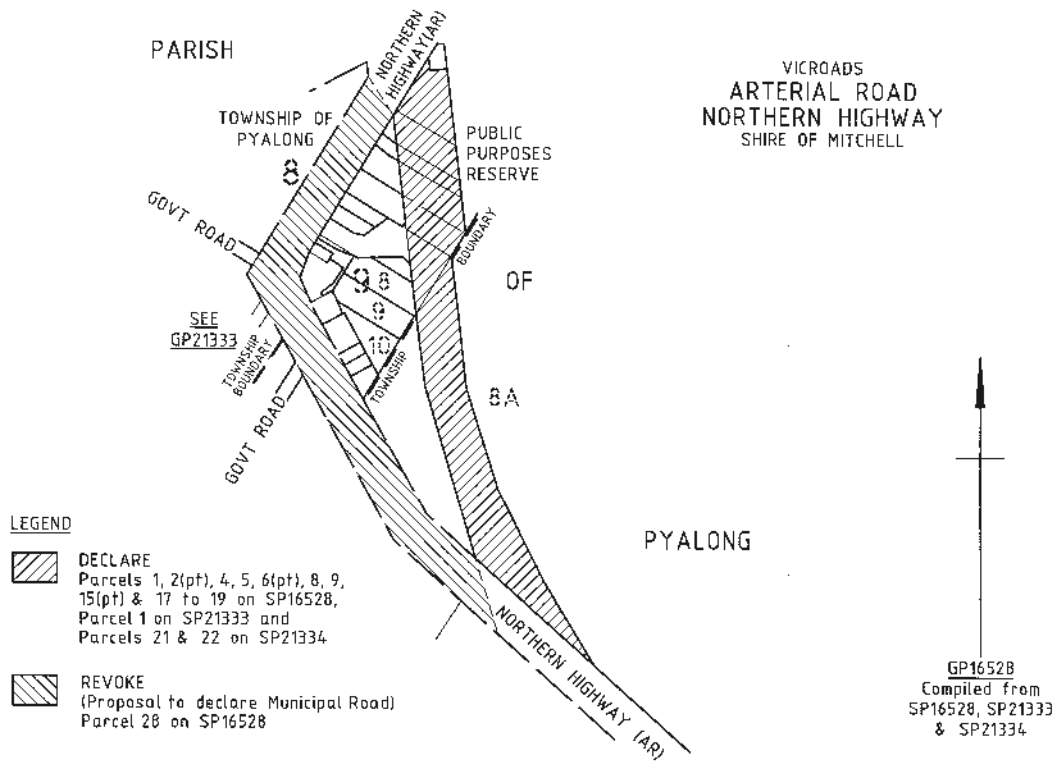 PARISH
NORTHERN
HIGHWAY(AR)
VICROADS
ARTERIAL ROAD
NORTHERN HIGHWAY
SHIRE OF MITCHELL
TOWNSHIP OF
PYALONG
8
PUBLIC
PURPOSES
RESERVE
GOVT ROAD
BOUNDARY
OF
9
8
9
10
SEE
GP21333
TOWNSHIP
BOUNDARY
TOWNSHIP
8A
GOVT ROAD
PYALONG
LEGEND
DECLARE
Parcels 1, 2(pt), 4, 5, 6(pt), 8, 9,
15(pt) & 17 to 19 on SP16528,
Parcel 1 on SP21333 and
Parcels 21 & 22 on SP21334
REVOKE
(Proposal to declare Municipal Road)
Parcel 28 on SP16528
NORTHERN HIGHWAY (AR)
GP16528
Compiled from
SP16528, SP21333
& SP21334